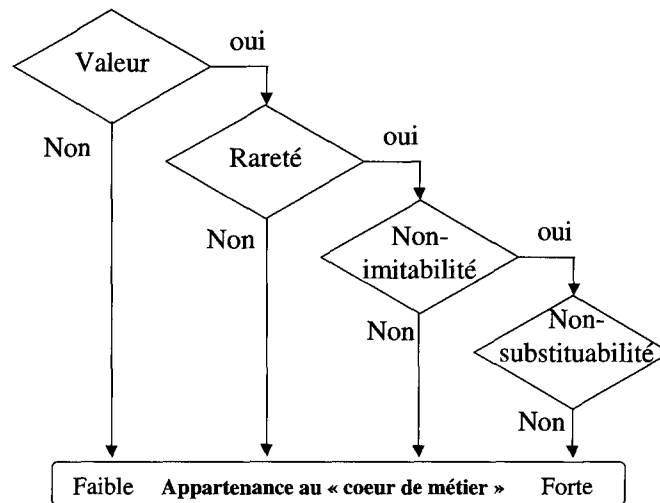 oui
Valeur
oui
Non
Rareté
Non
Non-
imitabilité
oui
Non
Non-
substituabilité
Non
Faible Appartenance au « coeur de métier » Forte